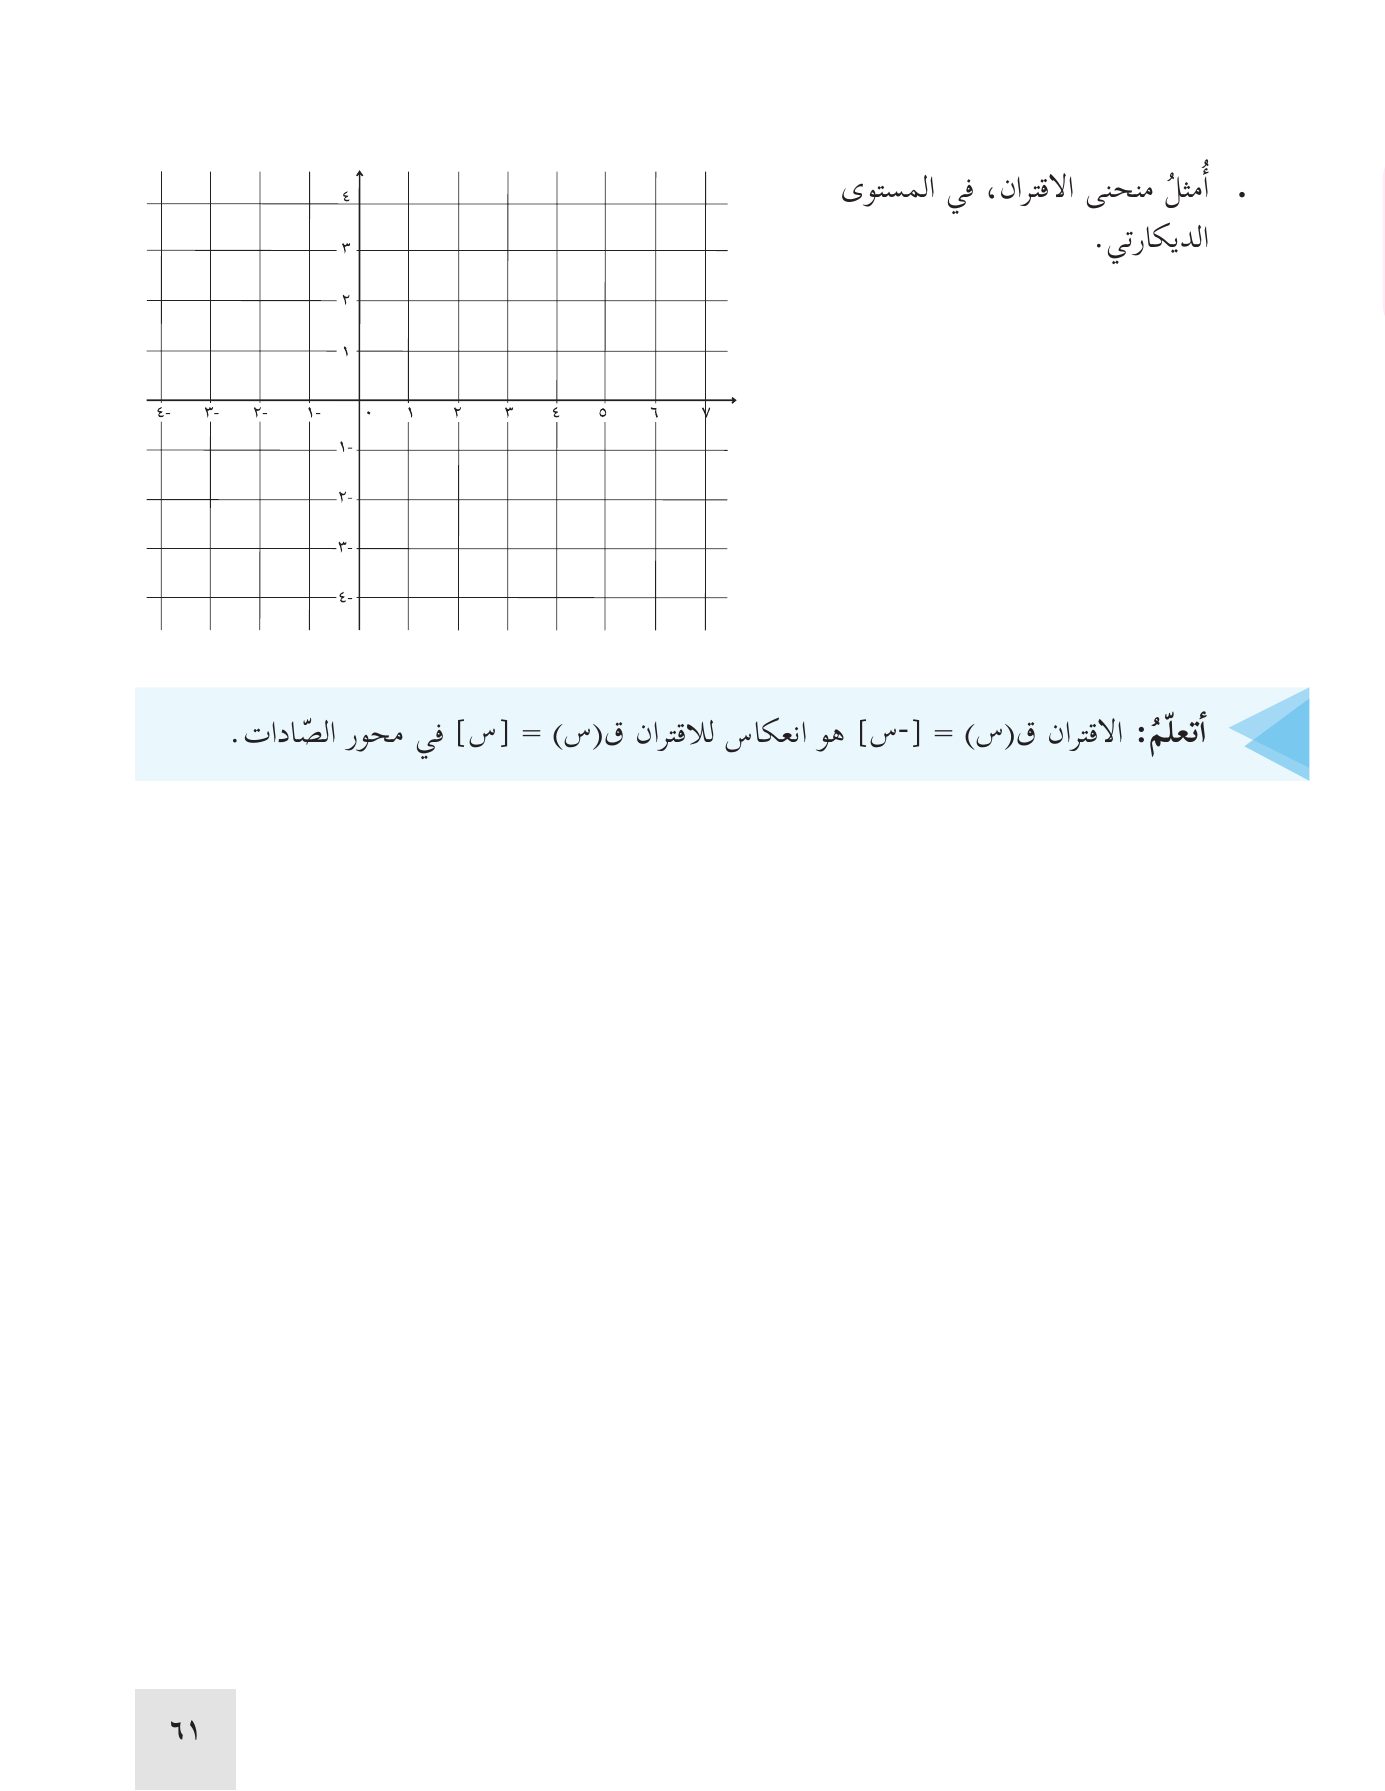 . أُمثلُ منحنى الاقتران، في المستوى
الديكارتي.
٤
٣
٢
١
-٤ -٣ -٢ -١ ٠ ١ ٢ ٣ ٤ ٥ ٦ ٧
-١
-٢
-٣
-٤
أتعلّمُ: الاقتران ق(س) = [-س] هو انعكاس للاقتران ق(س) = [س] في محور الصّادات.
٦١